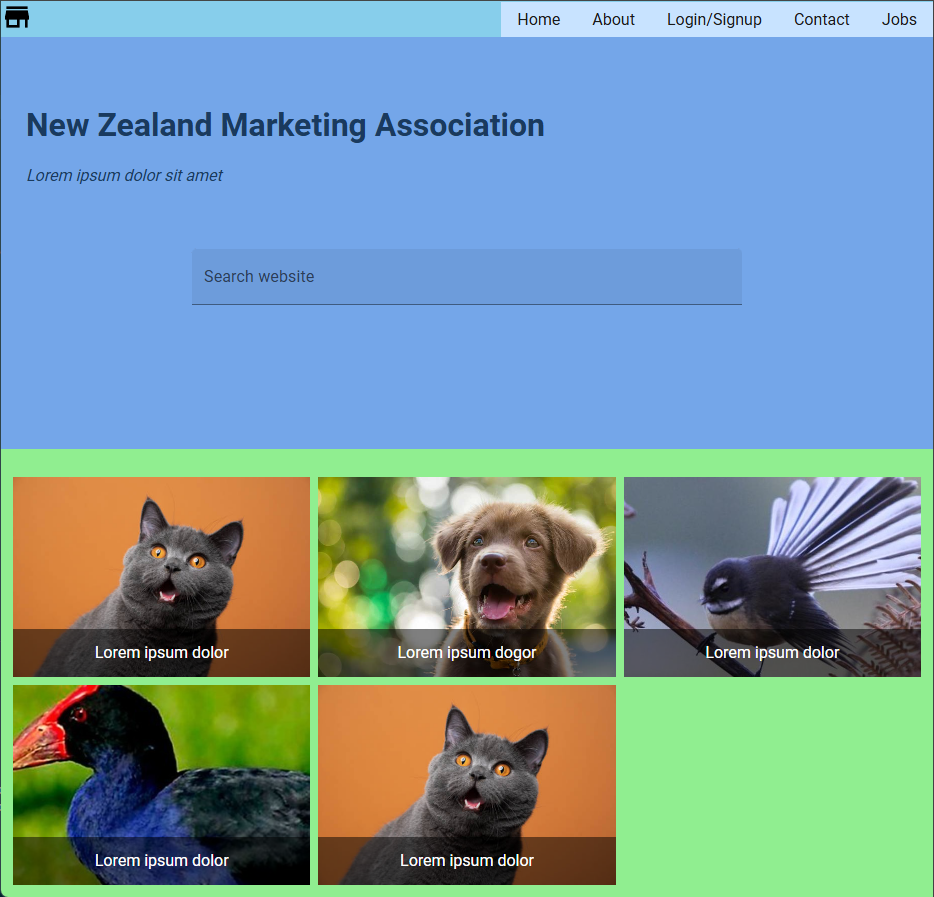 Home About Login/Signup Contact Jobs
New Zealand Marketing Association
Lorem ipsum dolor sit amet
Search website
Lorem ipsum dolor
Lorem ipsum dogor
Lorem ipsum dolor
Lorem ipsum dolor
Lorem ipsum dolor